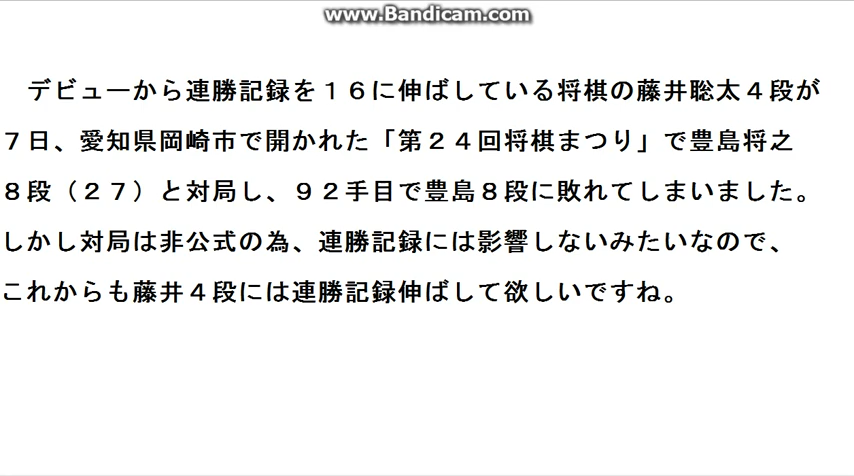 www.Bandicam.com
デビューから連勝記録を１６に伸ばしている将棋の藤井聡太４段が
７日、愛知県岡崎市で開かれた「第２４回将棋まつり」で豊島将之
８段（２７）と対局し、９２手目で豊島８段に敗れてしまいました。
しかし対局は非公式の為、連勝記録には影響しないみたいなので、
これからも藤井４段には連勝記録伸ばして欲しいですね。